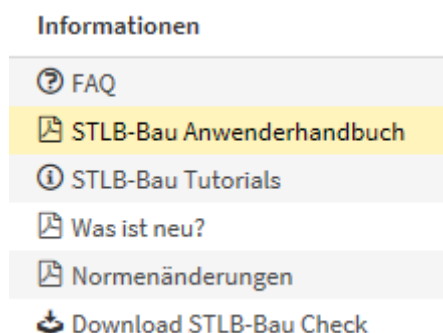 Informationen
FAQ
STLB-Bau Anwenderhandbuch
STLB-Bau Tutorials
Was ist neu?
Normenänderungen
Download STLB-Bau Check